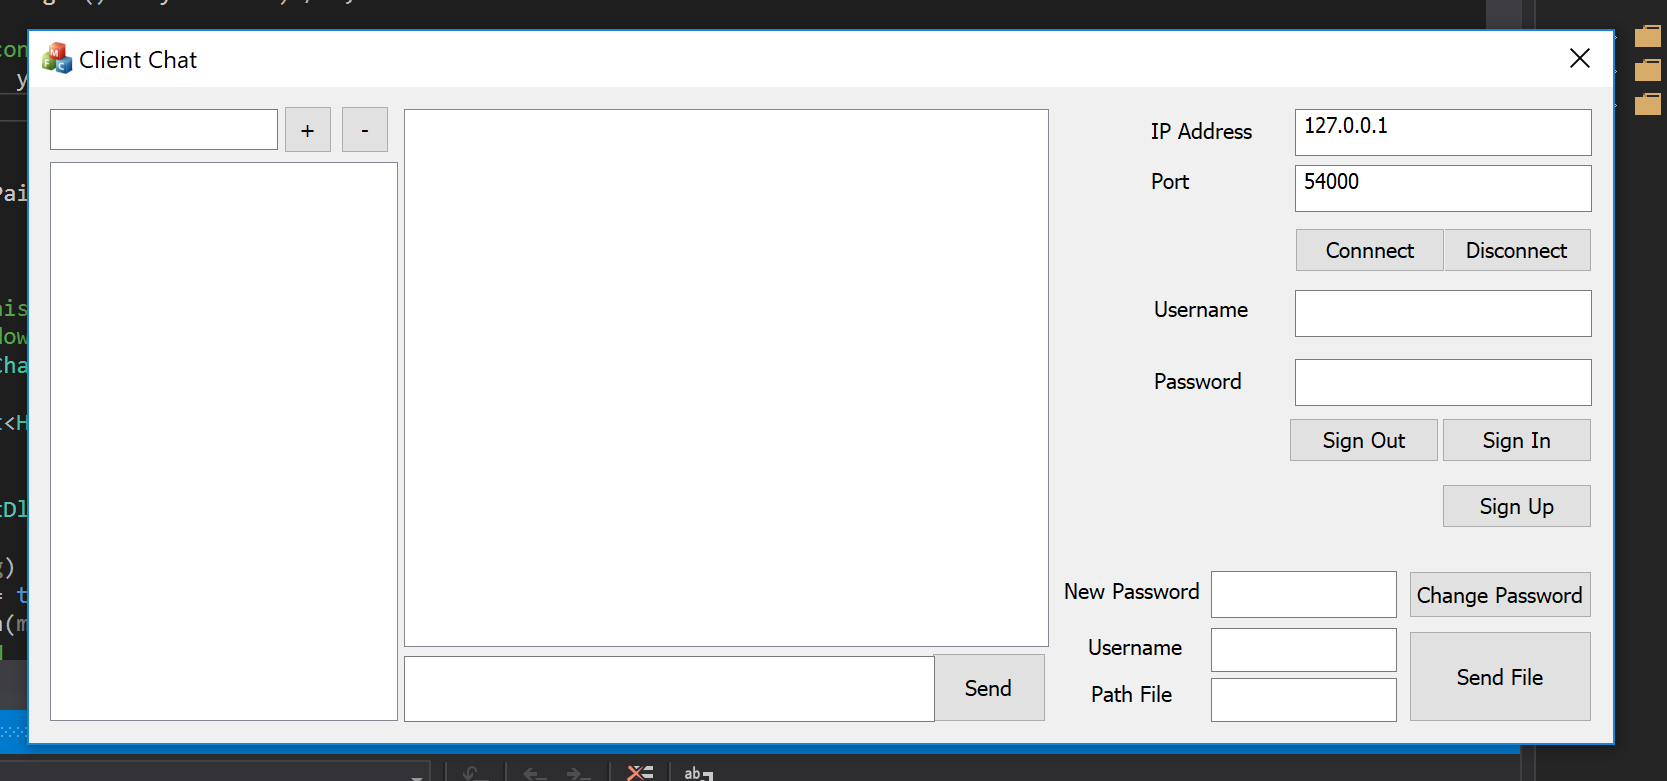 Client Chat
+ -
IP Address 127.0.0.1
Port 54000
Connnect Disconnect
Username
Password
Sign Out Sign In
Sign Up
New Password Change Password
Username
Send Send File
Path File